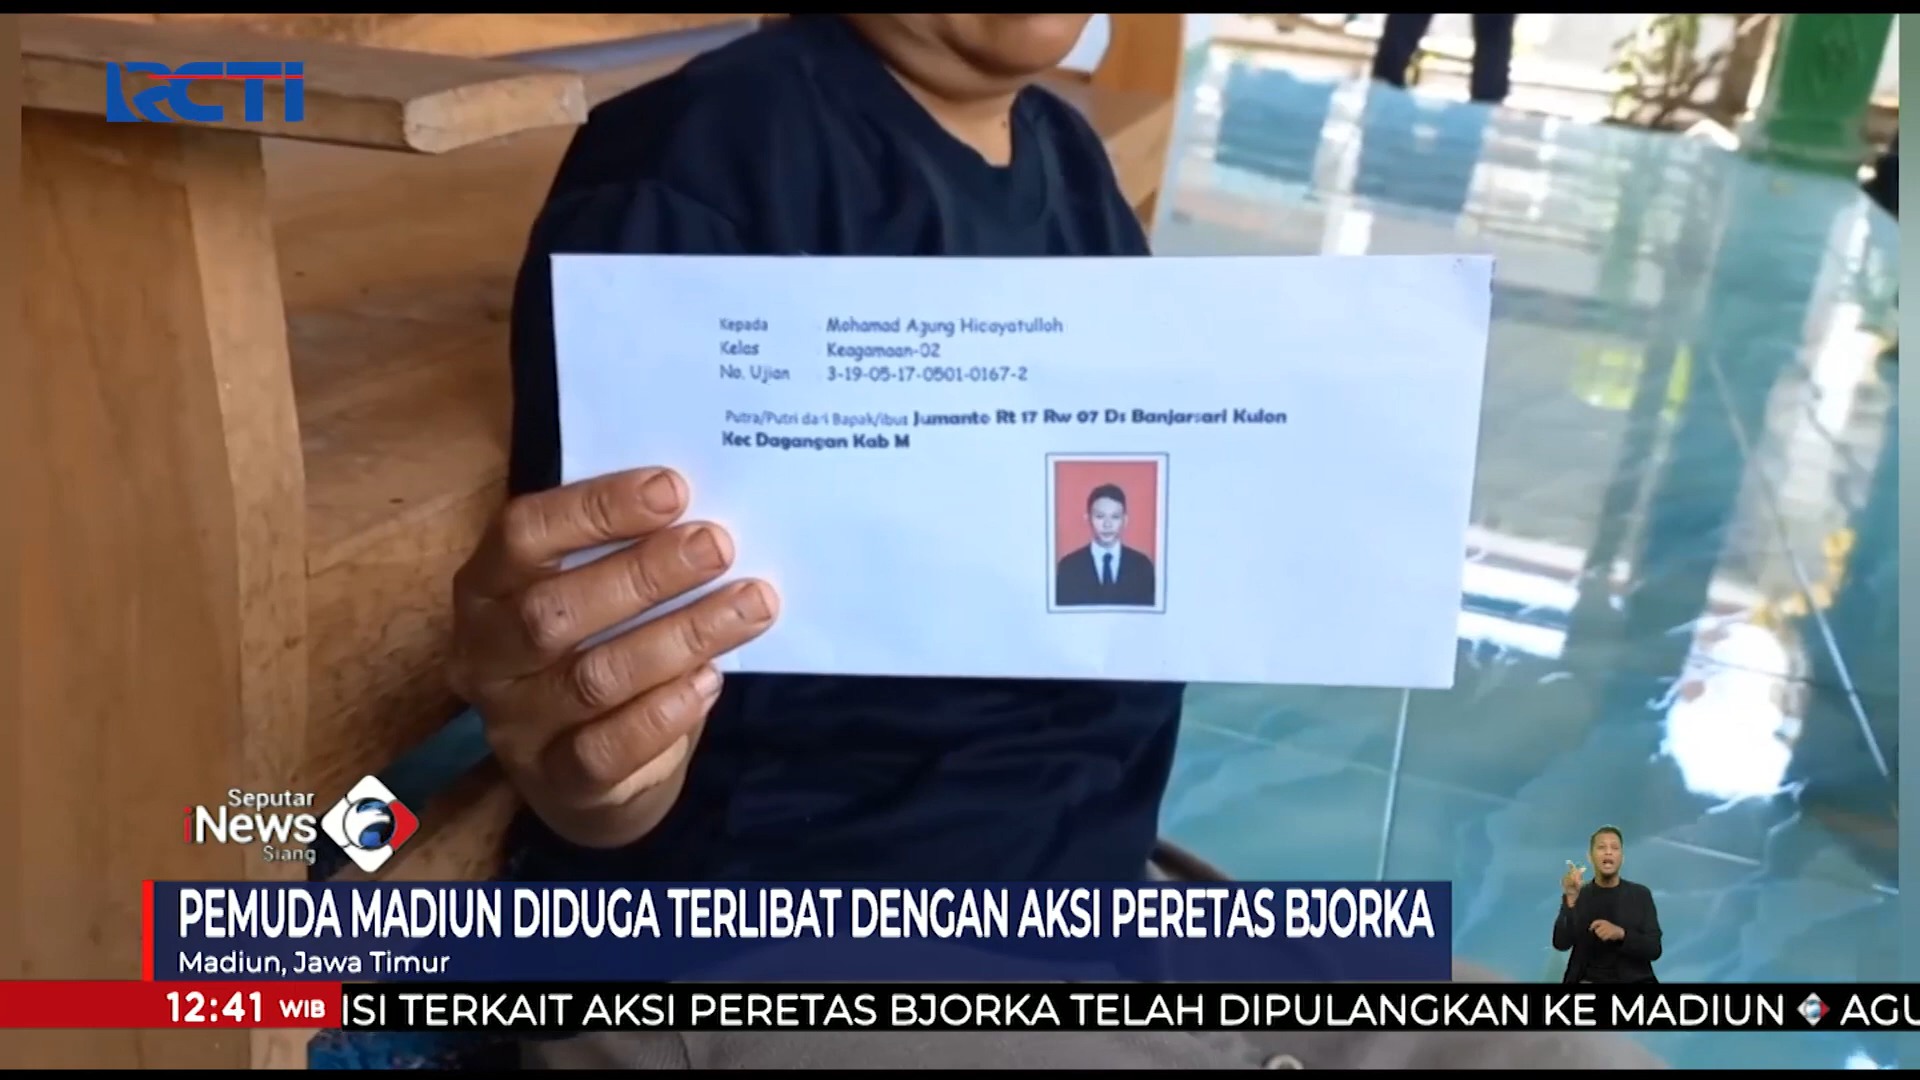 RCTI
Kepada Mohamad Agung Hidayatulloh
Kelas Keagamaan-02
No. Ujian 3-19-05-17-0501-0167-2
Putra/Putri dari Bapak/ibus Jumanto Rt 17 Rw 07 Ds Banjarsari Kulon
Kec Dagangan Kab M
Seputar
iNews
Siang
PEMUDA MADIUN DIDUGA TERLIBAT DENGAN AKSI PERETAS BJORKA
Madiun, Jawa Timur
12:41 WIB ISI TERKAIT AKSI PERETAS BJORKA TELAH DIPULANGKAN KE MADIUN AGU